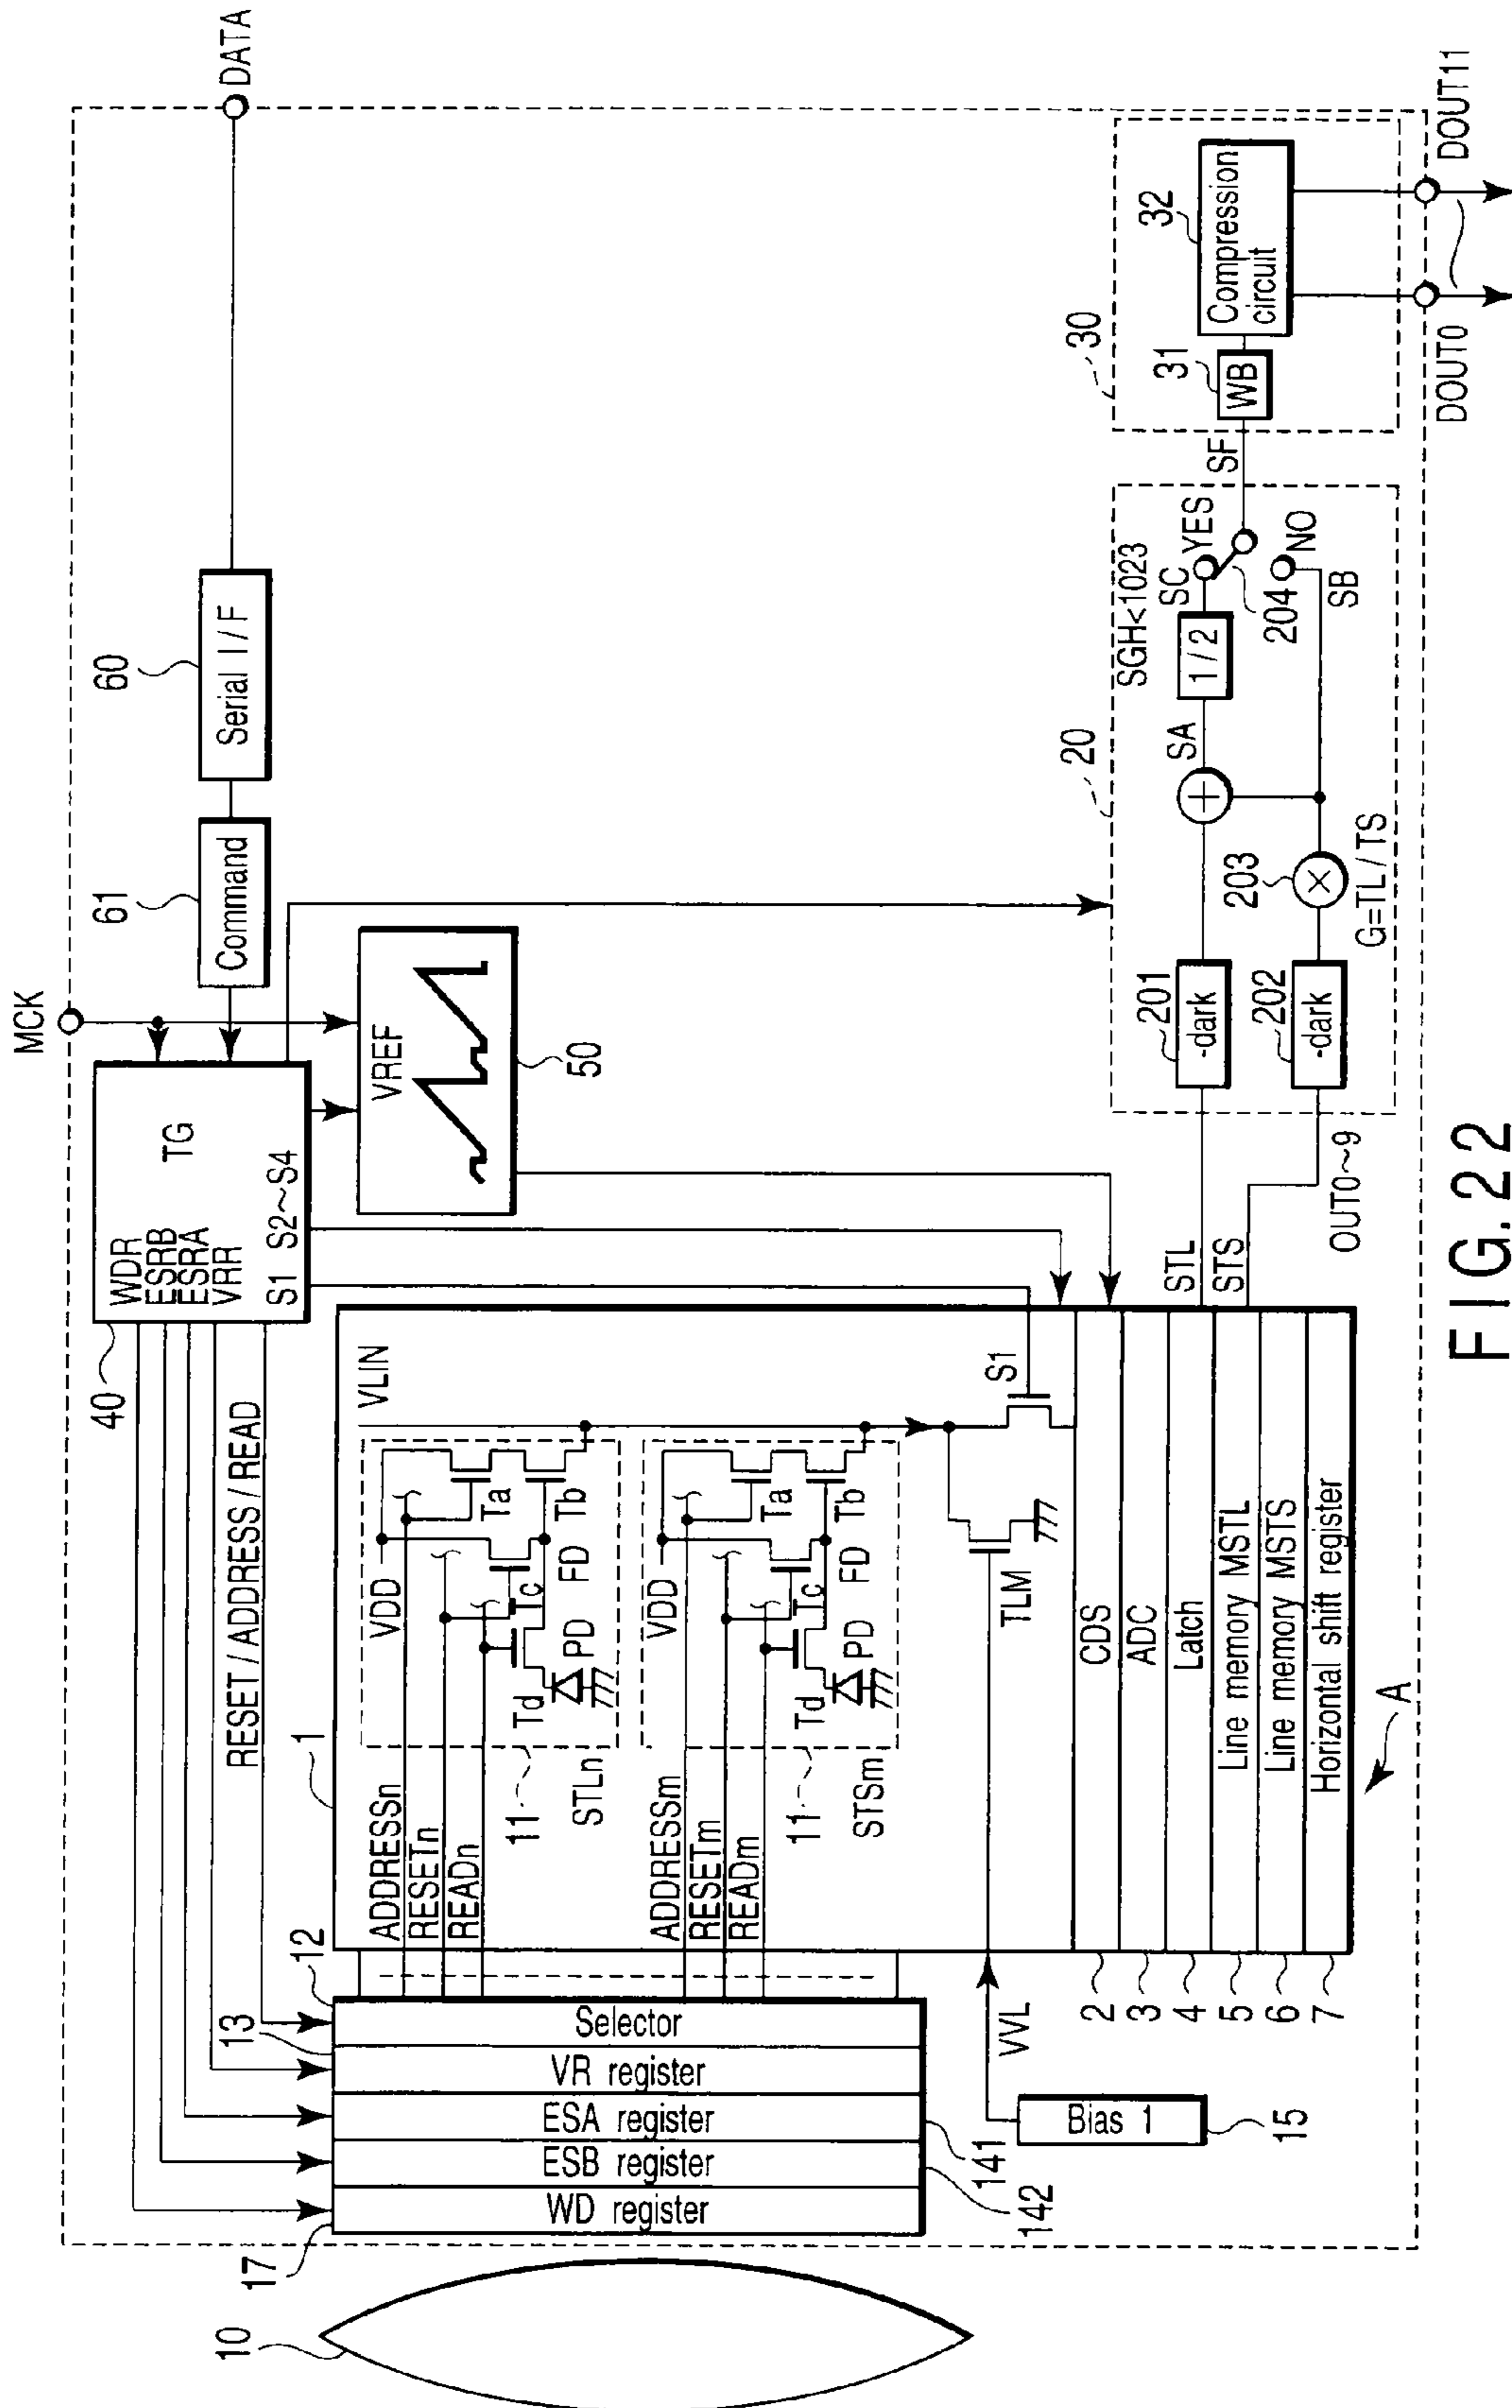 MCK
DATA
60
Serial I/F
61
Command
40
TG
WDR
ESRB
ESRA
VRR
S1 S2~S4
VREF
50
RESET/ADDRESS/READ
10
17
13
12
WD register
ESB register
ESA register
VR register
Selector
142
141
Bias 1
15
VVL
1
VLIN
ADDRESSn
RESETn
READn
VDD
Ta
Tb
Tc
Td
FD
PD
11
STLn
ADDRESSm
RESETm
READm
VDD
Ta
Tb
Tc
Td
FD
PD
11
STSm
TLM
S1
2
CDS
3
ADC
4
Latch
5
Line memory MSTL
6
Line memory MSTS
7
Horizontal shift register
A
STL
STS
OUT0~9
20
201
-dark
202
-dark
203
×
G=TL/TS
+
SA
1/2
SGH<1023
SC
YES
204
NO
SB
SF
30
31
WB
32
Compression
circuit
DOUT0
DOUT11
FIG.22